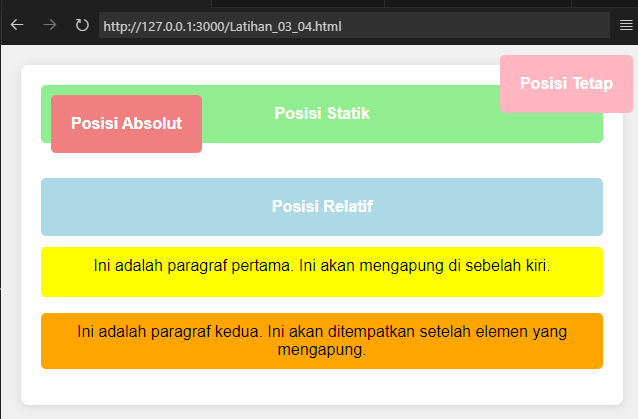 http://127.0.0.1:3000/Latihan_03_04.html
Posisi Tetap
Posisi Absolut
Posisi Statik
Posisi Relatif
Ini adalah paragraf pertama. Ini akan mengapung di sebelah kiri.
Ini adalah paragraf kedua. Ini akan ditempatkan setelah elemen yang
mengapung.